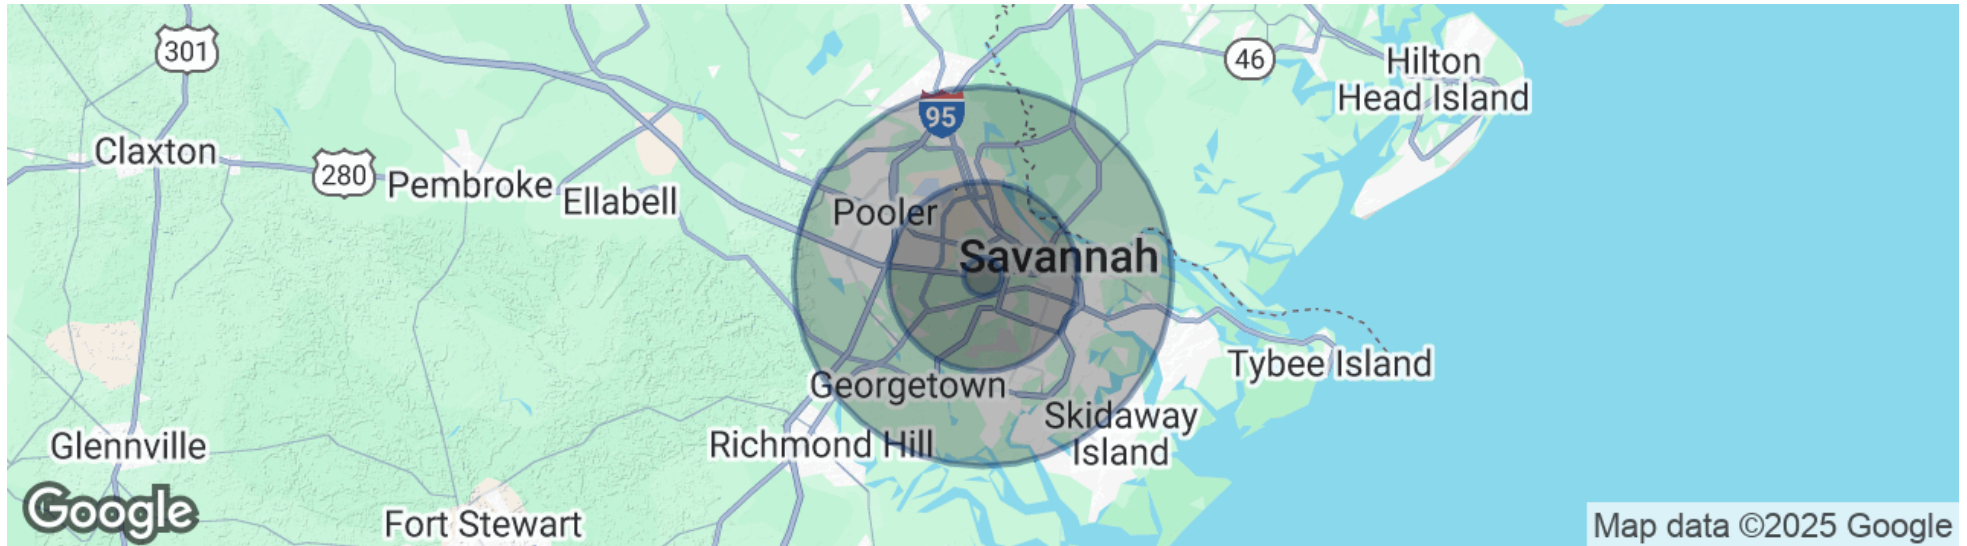 301
46
Hilton
Head Island
95
Claxton
280
Pembroke
Ellabell
Pooler
Savannah
Tybee Island
Georgetown
Skidaway
Island
Richmond Hill
Glennville
Google
Fort Stewart
Map data ©2025 Google